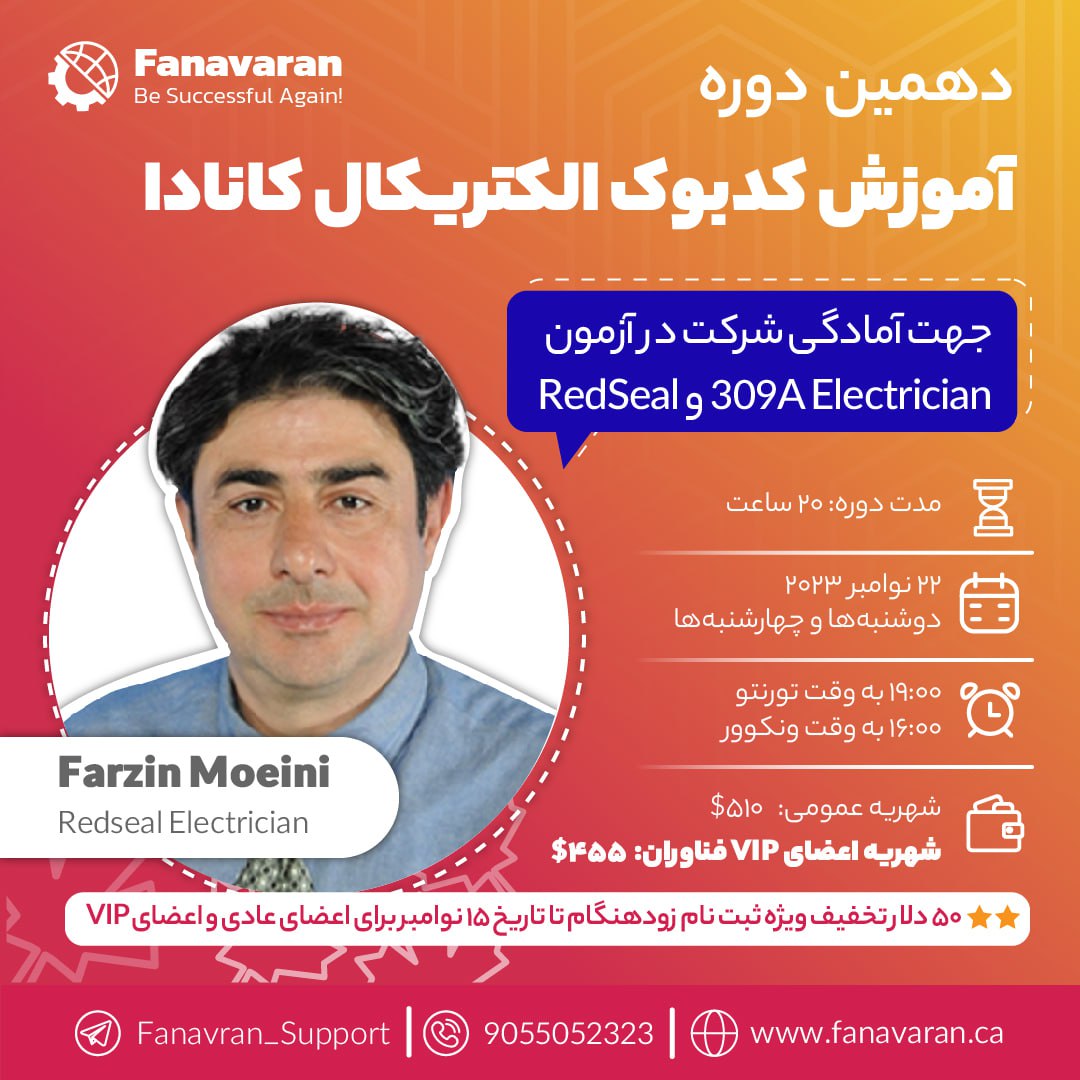 Fanavaran
Be Successful Again!
دهمین دوره
آموزش کدبوک الکتریکال کانادا
جهت آمادگی شرکت در آزمون
309A Electrician و RedSeal
مدت دوره: ۲۰ ساعت
۲۲ نوامبر ۲۰۲۳
دوشنبه‌ها و چهارشنبه‌ها
۱۹:۰۰ به وقت تورنتو
۱۶:۰۰ به وقت ونکوور
شهریه عمومی: ۵۱۰$
شهریه اعضای VIP فناوران: ۴۵۵$
Farzin Moeini
Redseal Electrician
۵۰ دلار تخفیف ویژه ثبت نام زودهنگام تا تاریخ ۱۵ نوامبر برای اعضای عادی و اعضای VIP
Fanavran_Support | 9055052323 | www.fanavaran.ca